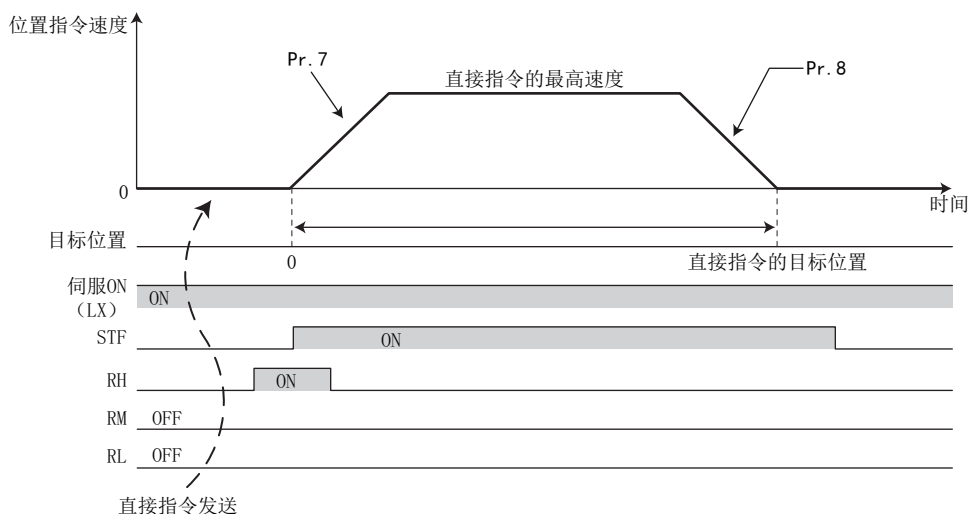 位置指令速度
Pr.7
直接指令的最高速度
Pr.8
0
时间
目标位置
0
直接指令的目标位置
伺服ON
(LX)
ON
STF
ON
RH
ON
RM
OFF
RL
OFF
直接指令发送